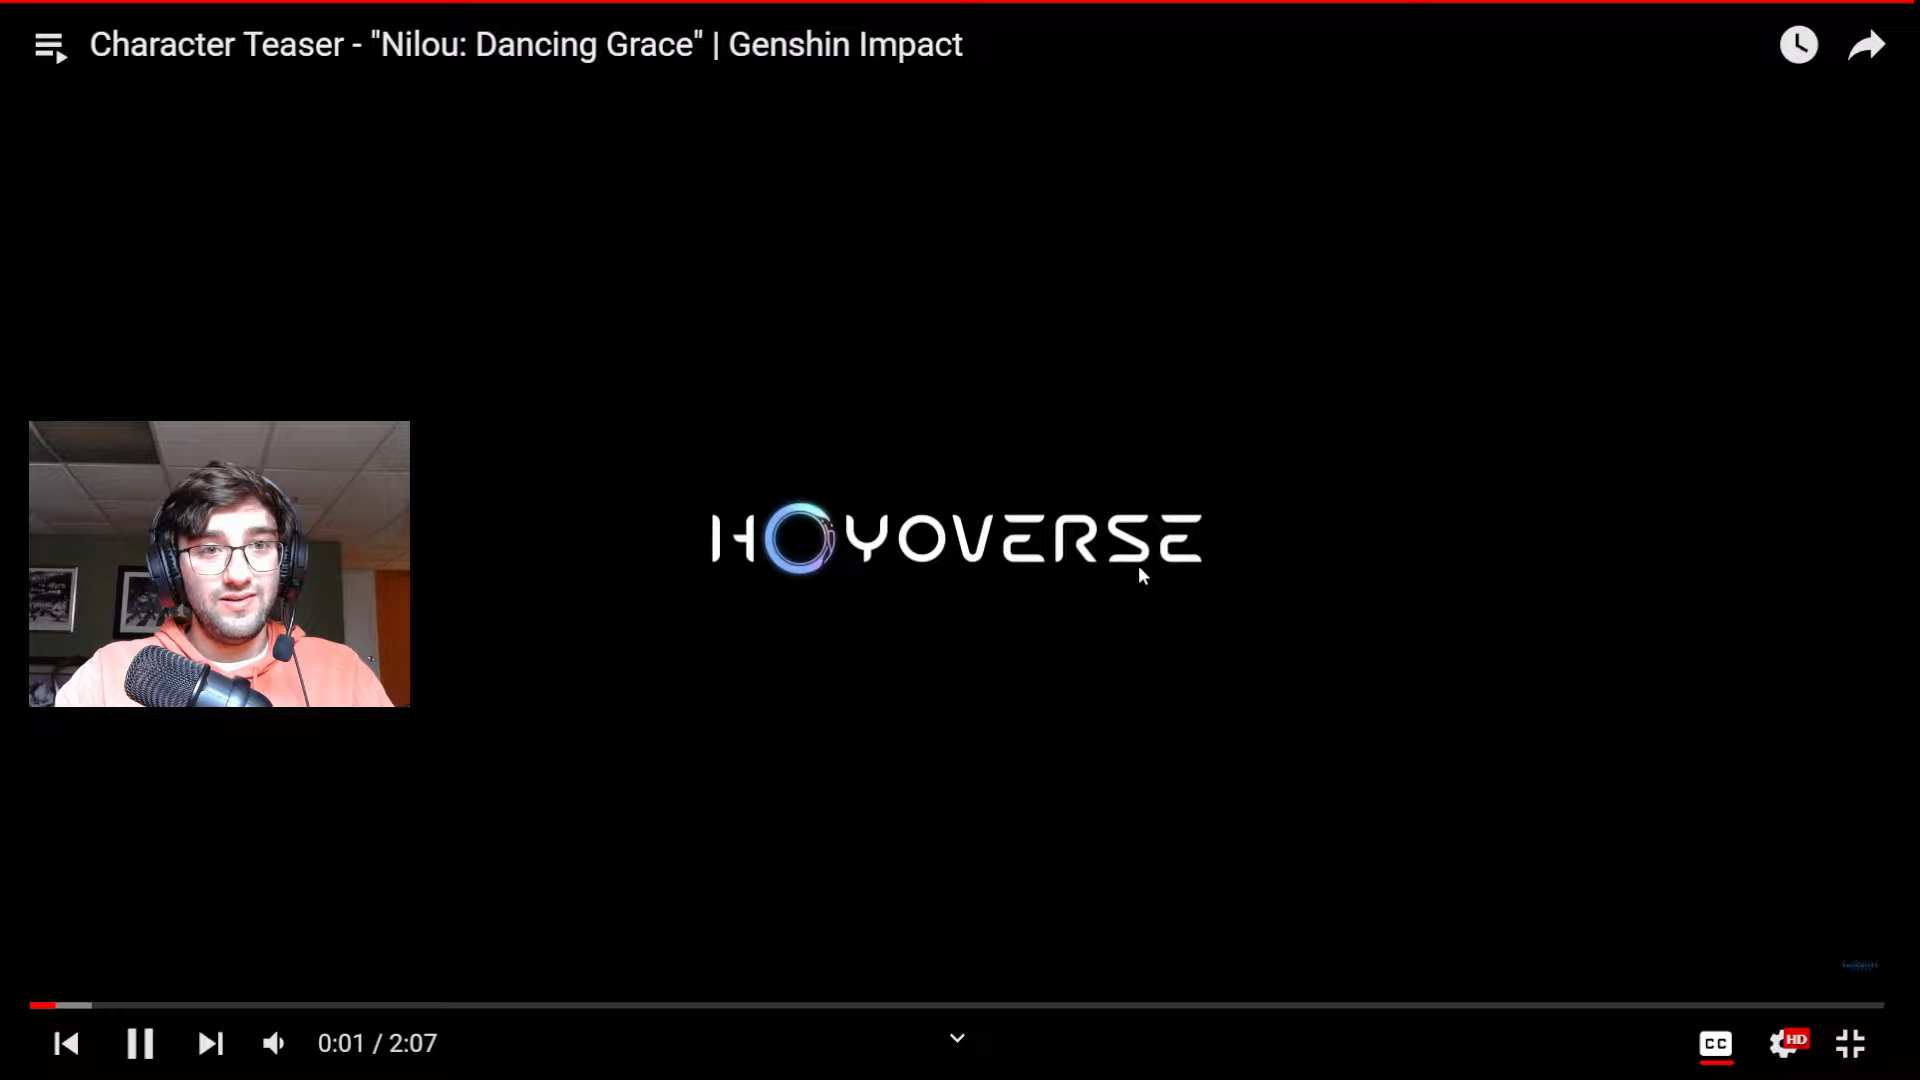 Character Teaser - "Nilou: Dancing Grace" | Genshin Impact
HOYOVERSE
0:01 / 2:07
CC
HD